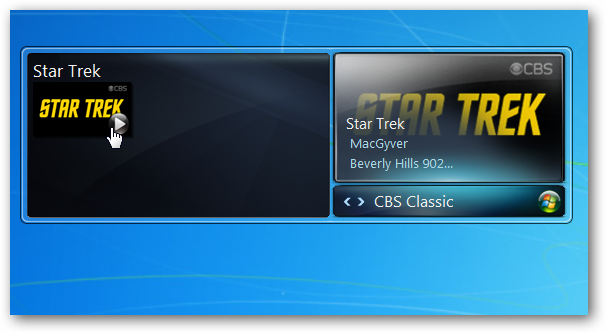 Star Trek
CBS
STAR TREK
CBS
STAR TREK
Star Trek
MacGyver
Beverly Hills 902...
CBS Classic